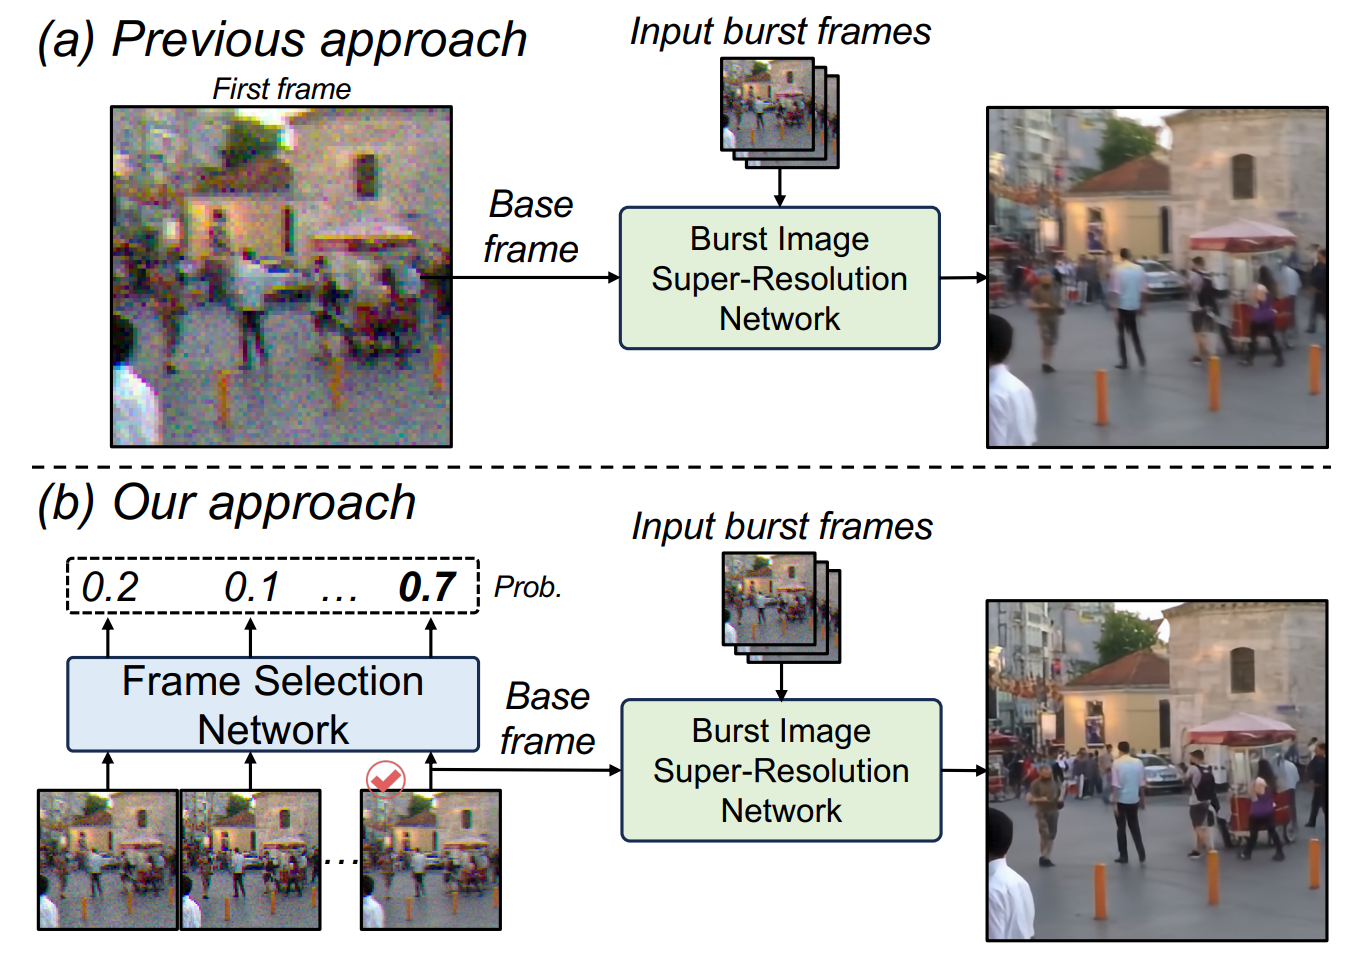 (a) Previous approach
First frame
Input burst frames
Base
frame
Burst Image
Super-Resolution
Network
(b) Our approach
Input burst frames
0.2 0.1 ... 0.7 Prob.
Frame Selection
Network
Base
frame
Burst Image
Super-Resolution
Network
...